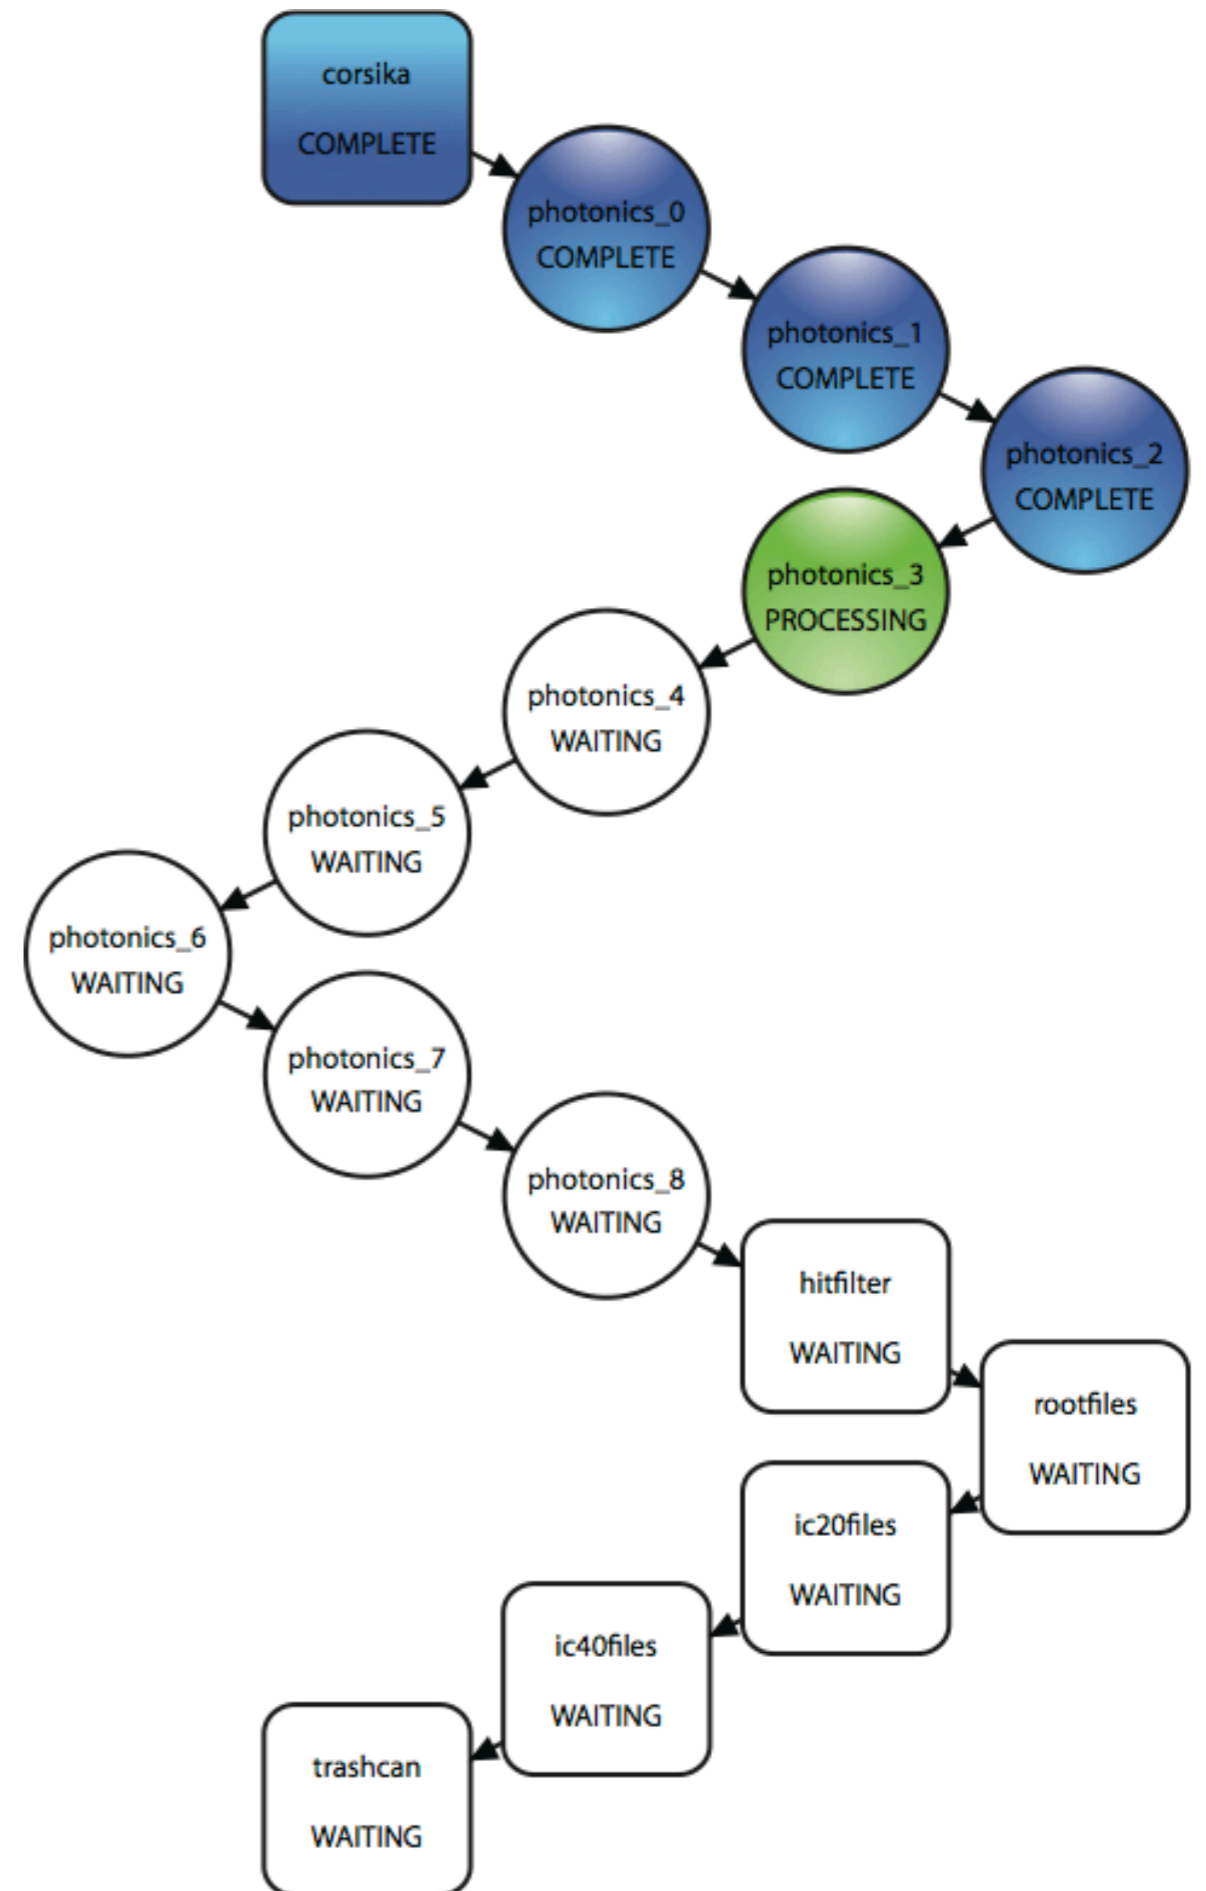 corsika
COMPLETE
photonics_0
COMPLETE
photonics_1
COMPLETE
photonics_2
COMPLETE
photonics_3
PROCESSING
photonics_4
WAITING
photonics_5
WAITING
photonics_6
WAITING
photonics_7
WAITING
photonics_8
WAITING
hitfilter
WAITING
rootfiles
WAITING
ic20files
WAITING
ic40files
WAITING
trashcan
WAITING